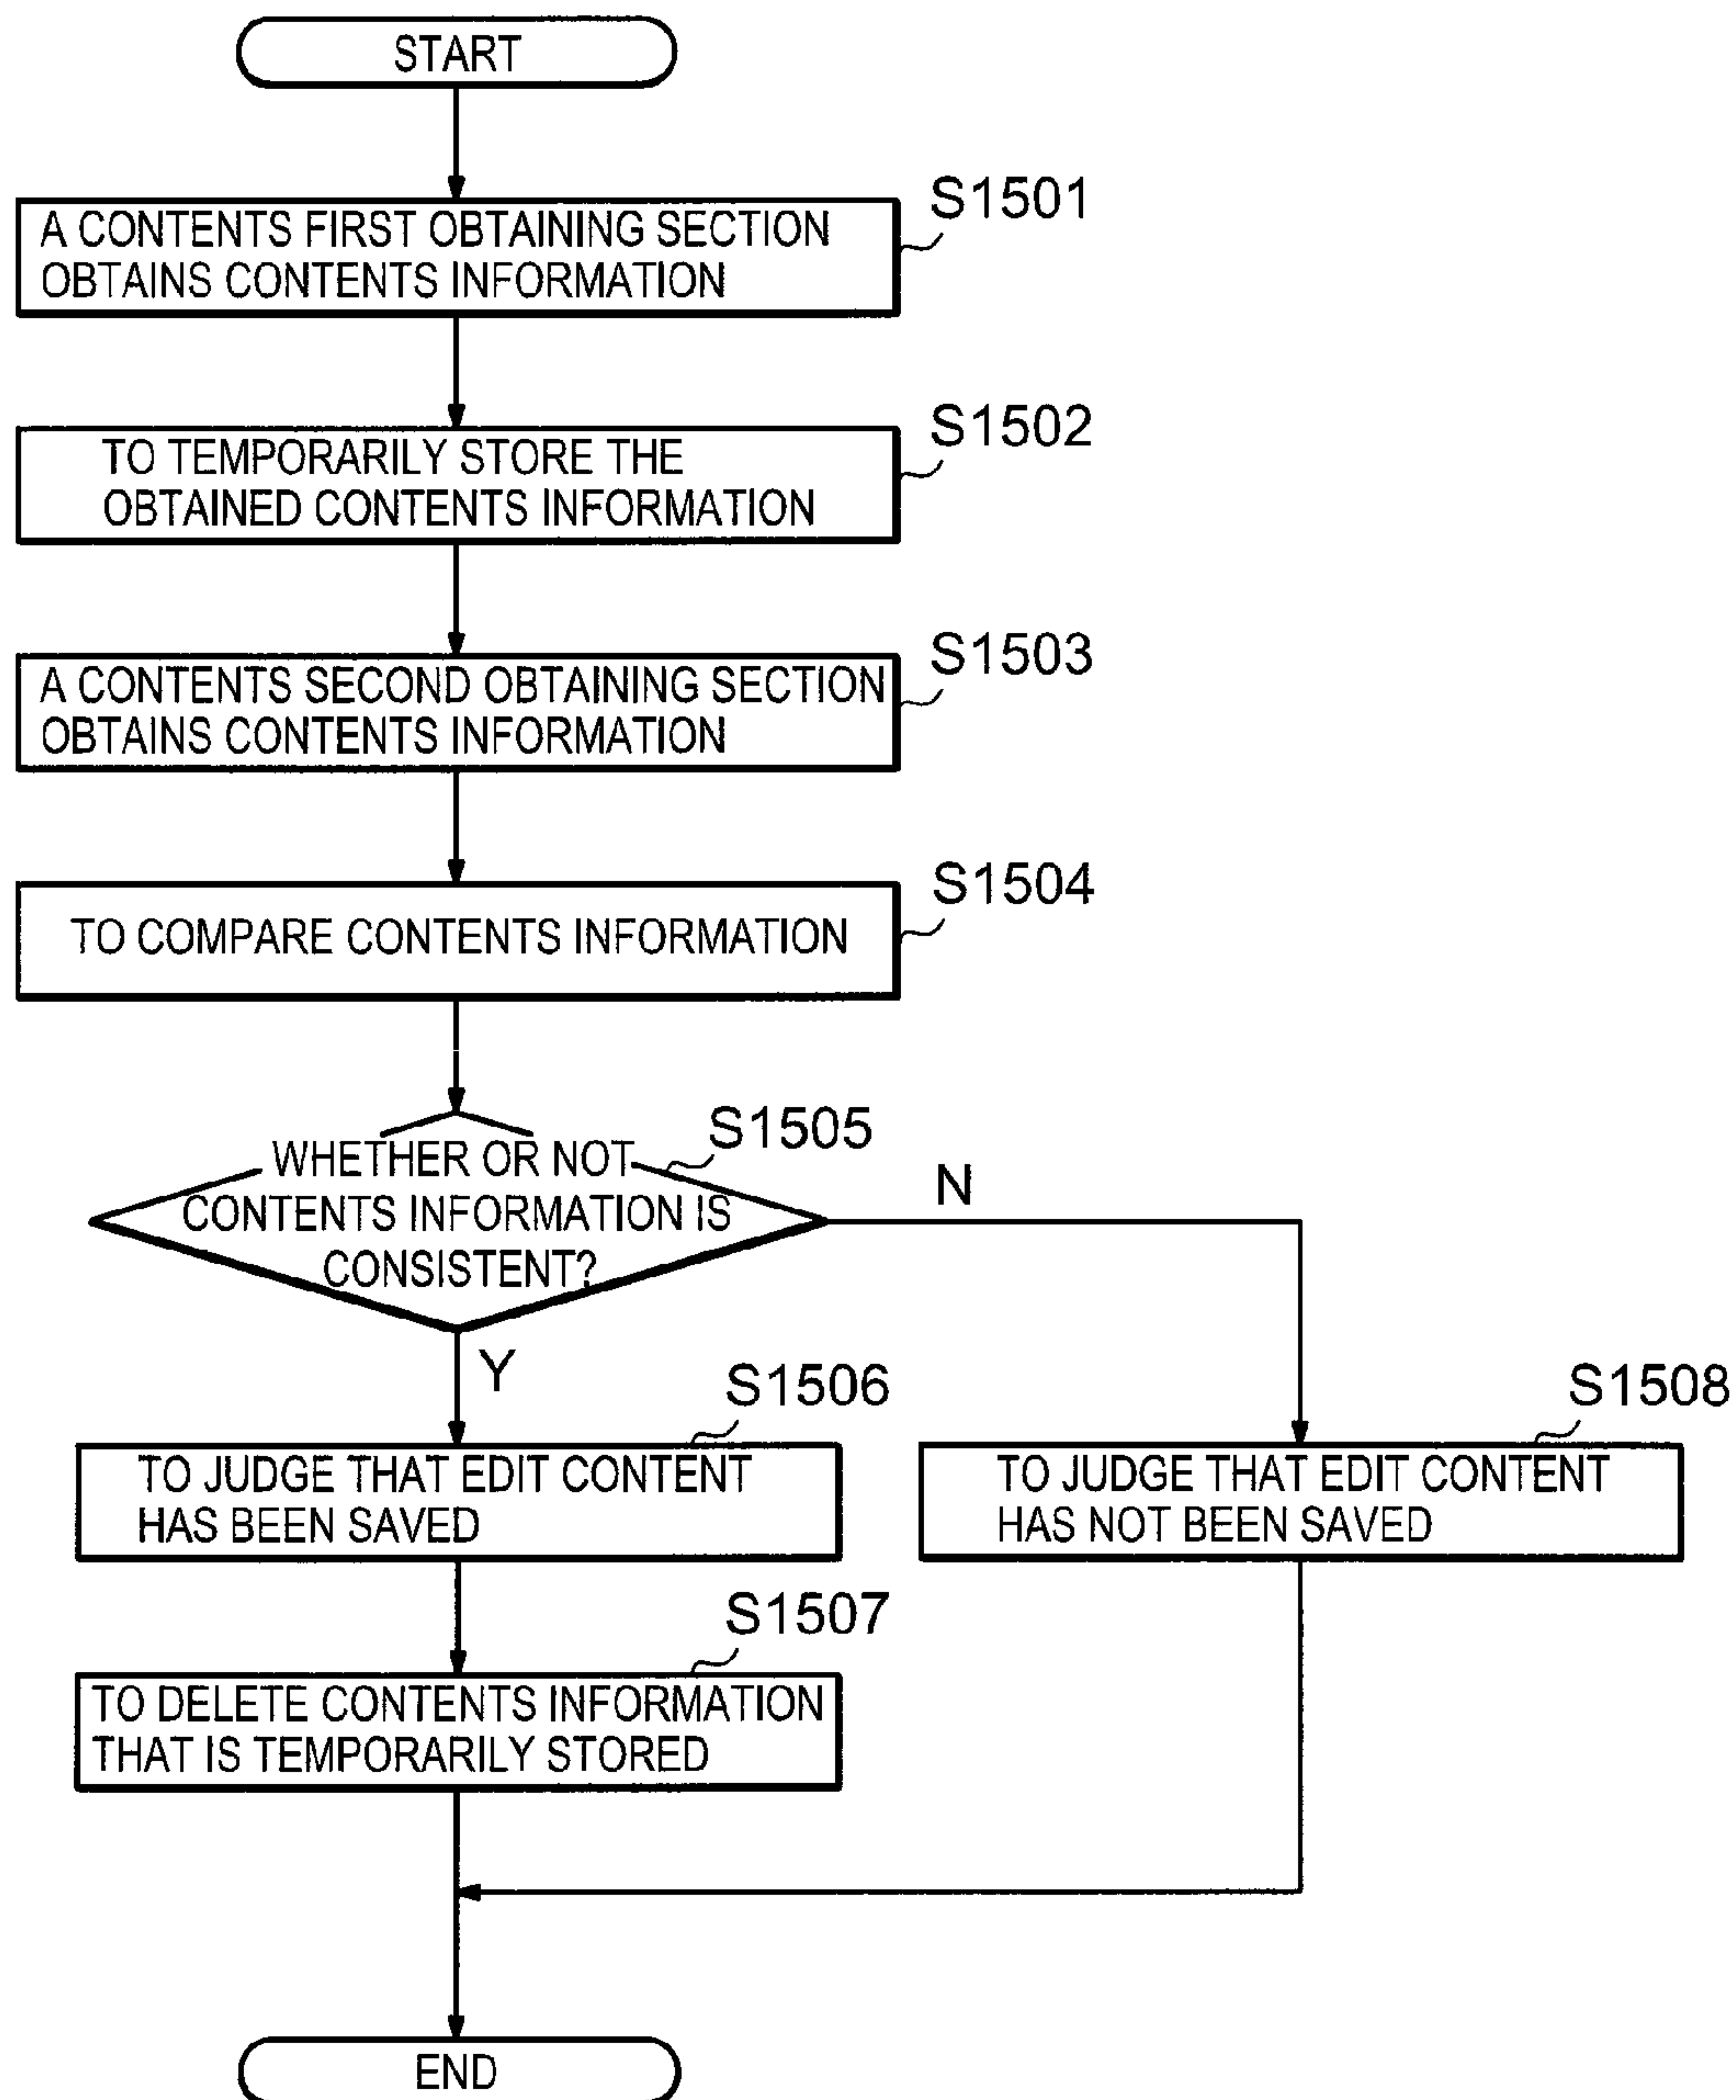 START
S1501
A CONTENTS FIRST OBTAINING SECTION
OBTAINS CONTENTS INFORMATION
S1502
TO TEMPORARILY STORE THE
OBTAINED CONTENTS INFORMATION
S1503
A CONTENTS SECOND OBTAINING SECTION
OBTAINS CONTENTS INFORMATION
S1504
TO COMPARE CONTENTS INFORMATION
S1505
WHETHER OR NOT
CONTENTS INFORMATION IS
CONSISTENT?
N
Y
S1506
TO JUDGE THAT EDIT CONTENT
HAS BEEN SAVED
S1508
TO JUDGE THAT EDIT CONTENT
HAS NOT BEEN SAVED
S1507
TO DELETE CONTENTS INFORMATION
THAT IS TEMPORARILY STORED
END